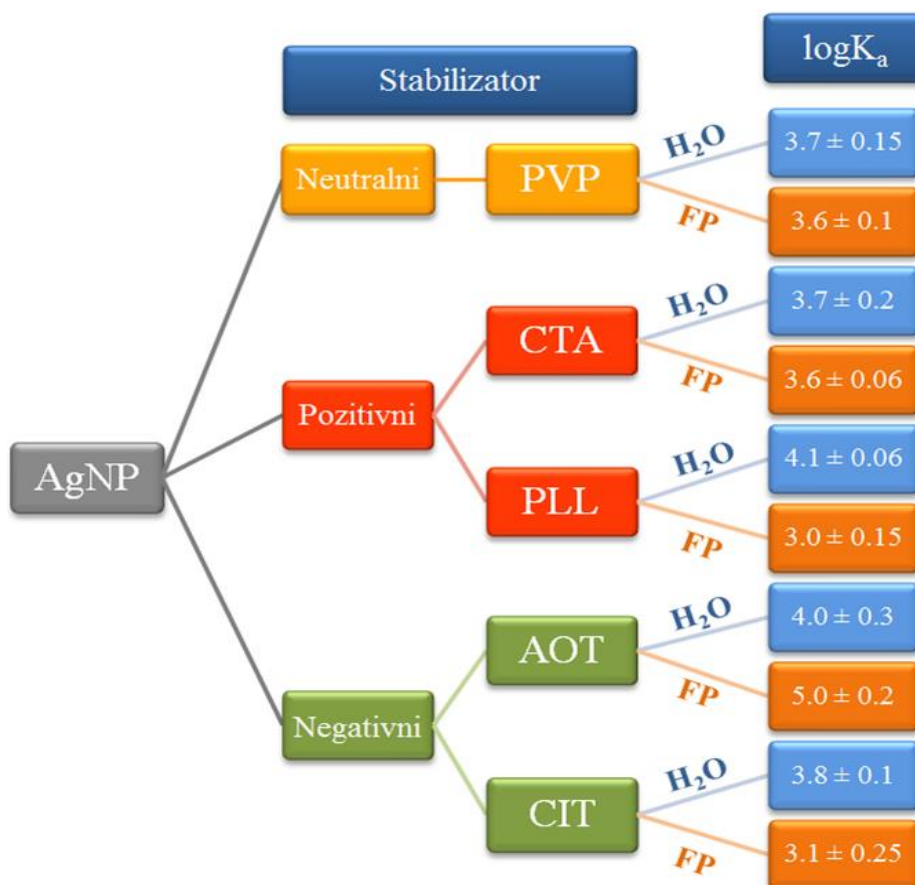 Stabilizator
logKₐ
AgNP
Neutralni
PVP
H₂O
3.7 ± 0.15
FP
3.6 ± 0.1
Pozitivni
CTA
H₂O
3.7 ± 0.2
FP
3.6 ± 0.06
PLL
H₂O
4.1 ± 0.06
FP
3.0 ± 0.15
Negativni
AOT
H₂O
4.0 ± 0.3
FP
5.0 ± 0.2
CIT
H₂O
3.8 ± 0.1
FP
3.1 ± 0.25